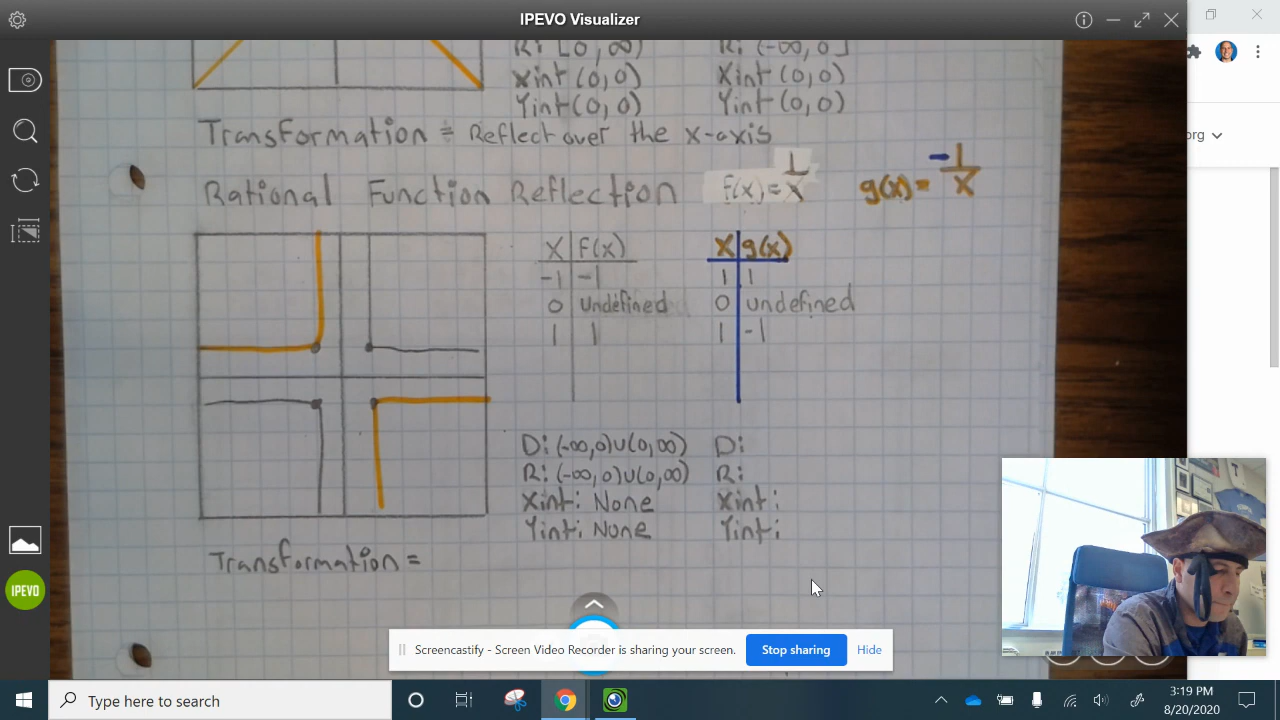 IPEVO Visualizer
R: [0, ∞) R: (-∞, 0]
Xint (0,0) Xint (0,0)
Yint (0,0) Yint (0,0)
Transformation = Reflect over the x-axis
Rational Function Reflection f(x) = 1/x g(x) = -1/x
X f(x) X g(x)
-1 -1 1 1
0 undefined 0 undefined
1 1 1 -1
D: (-∞,0)∪(0,∞) D:
R: (-∞,0)∪(0,∞) R:
Xint: None Xint:
Yint: None Yint:
Transformation =
org
IPEVO
Screencastify - Screen Video Recorder is sharing your screen. Stop sharing Hide
Type here to search
3:19 PM
8/20/2020